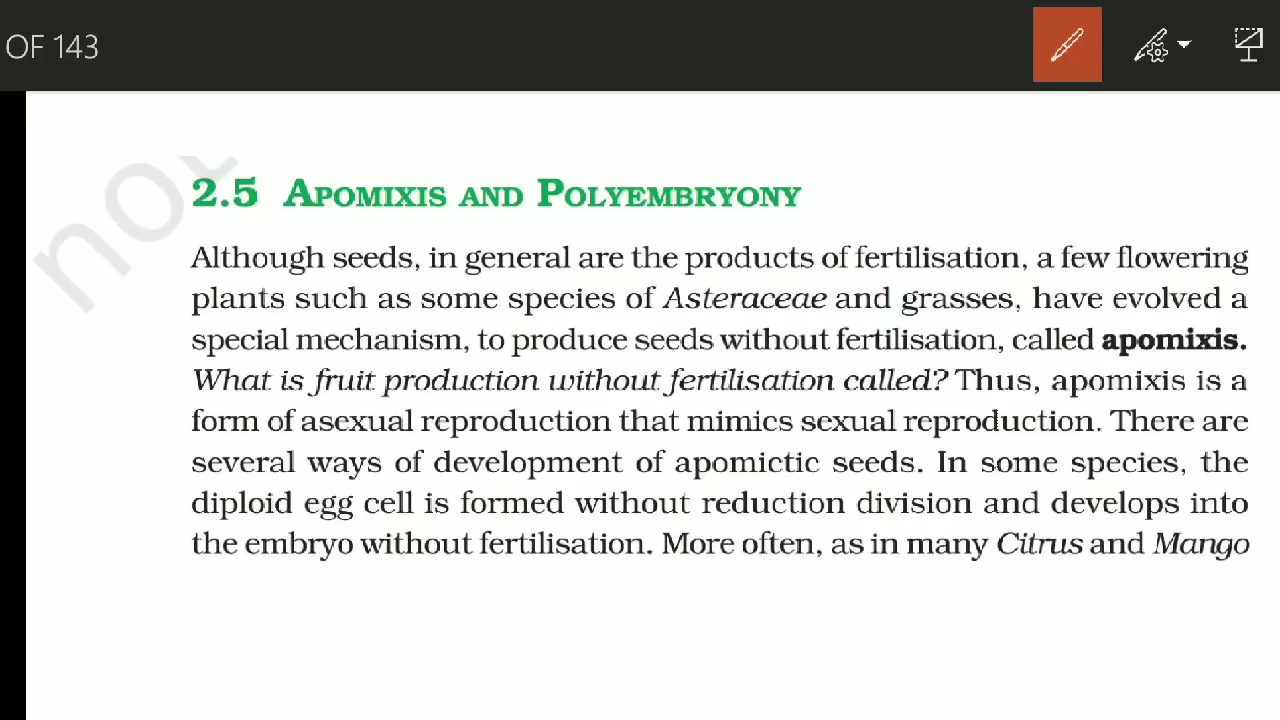 OF 143
not
2.5 APOMIXIS AND POLYEMBRYONY
Although seeds, in general are the products of fertilisation, a few flowering
plants such as some species of Asteraceae and grasses, have evolved a
special mechanism, to produce seeds without fertilisation, called apomixis.
What is fruit production without fertilisation called? Thus, apomixis is a
form of asexual reproduction that mimics sexual reproduction. There are
several ways of development of apomictic seeds. In some species, the
diploid egg cell is formed without reduction division and develops into
the embryo without fertilisation. More often, as in many Citrus and Mango